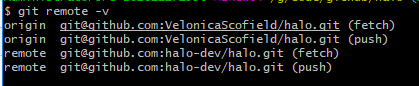 $ git remote -v
origin  git@github.com:VelonicaScofield/halo.git (fetch)
origin  git@github.com:VelonicaScofield/halo.git (push)
remote  git@github.com:halo-dev/halo.git (fetch)
remote  git@github.com:halo-dev/halo.git (push)